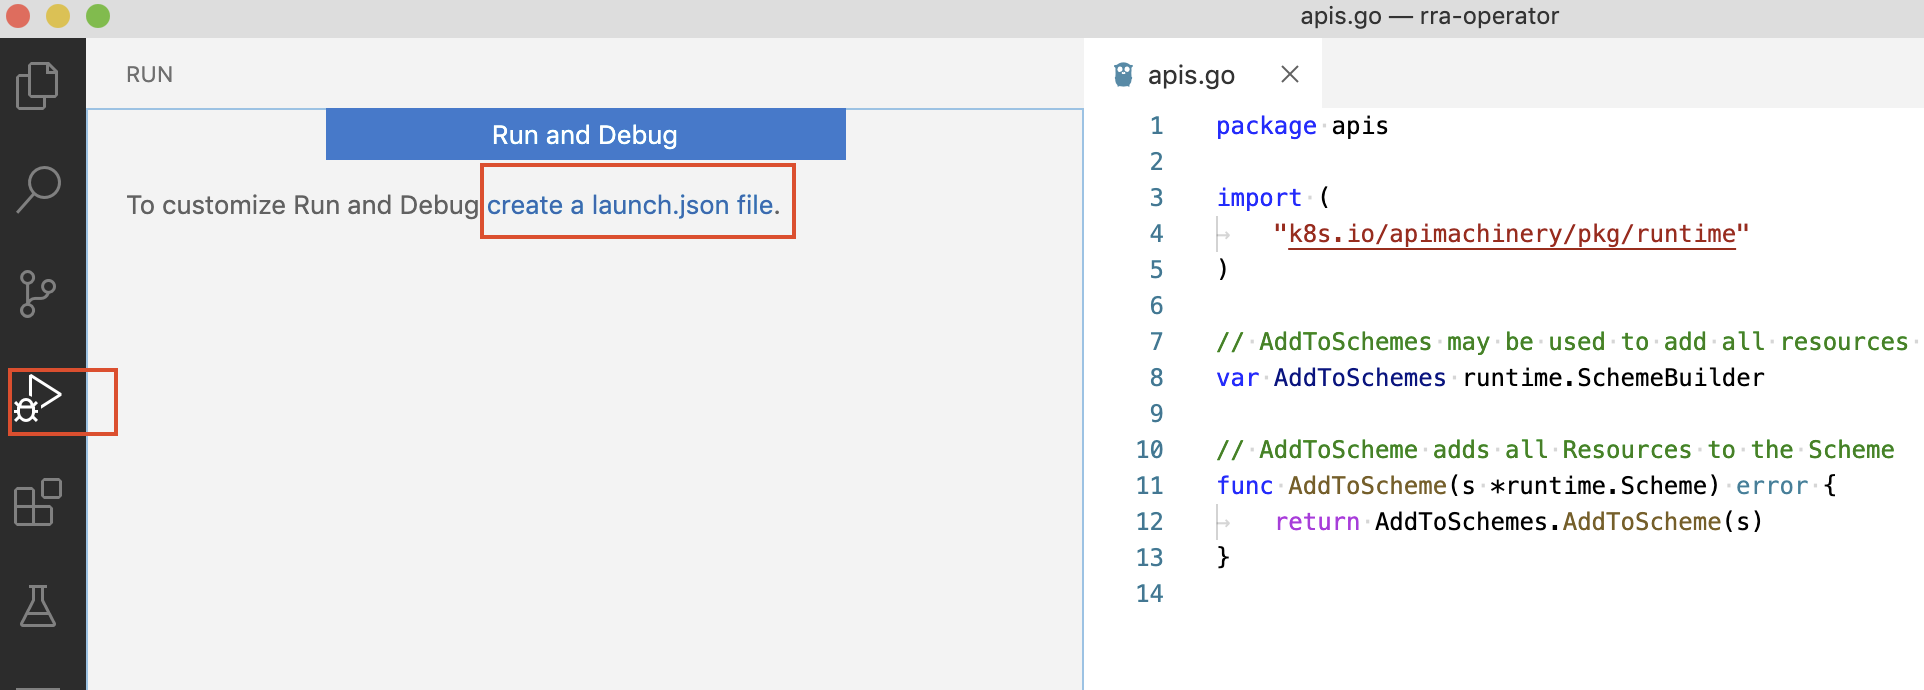 apis.go — rra-operator
RUN
Run and Debug
To customize Run and Debug create a launch.json file.
apis.go
1 package apis
2
3 import (
4 "k8s.io/apimachinery/pkg/runtime"
5 )
6
7 // AddToSchemes may be used to add all resources
8 var AddToSchemes runtime.SchemeBuilder
9
10 // AddToScheme adds all Resources to the Scheme
11 func AddToScheme(s *runtime.Scheme) error {
12 return AddToSchemes.AddToScheme(s)
13 }
14